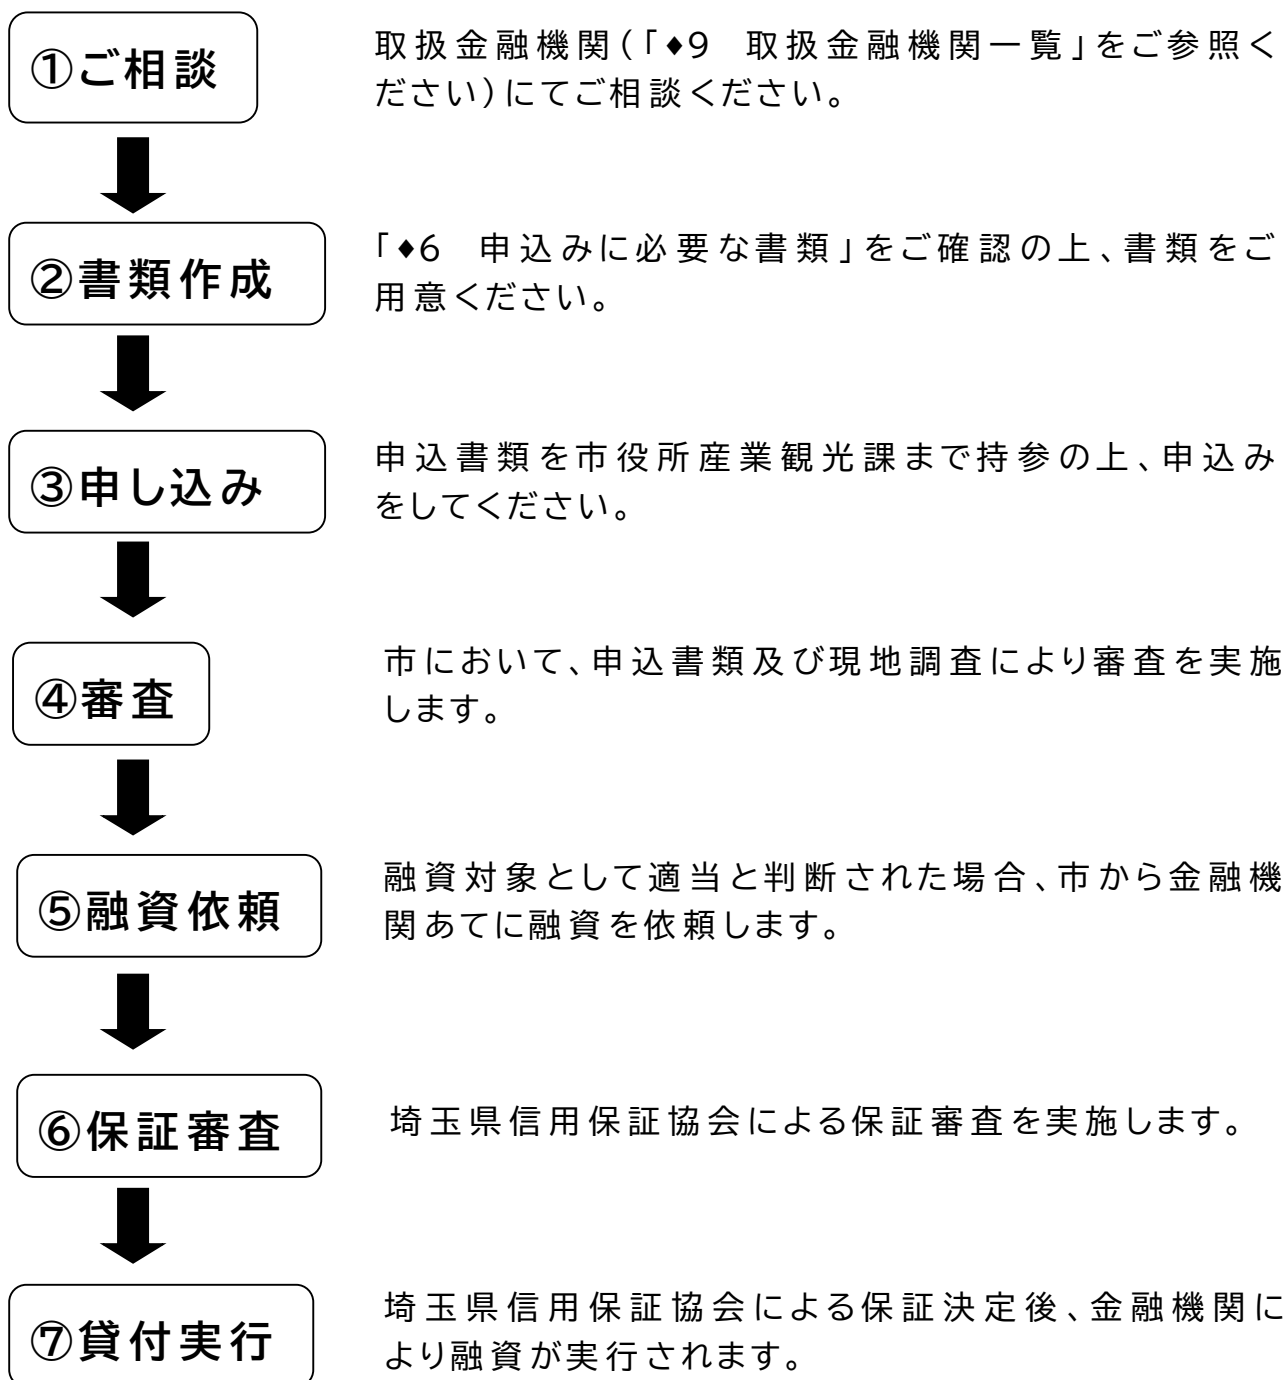 ①ご相談
取扱金融機関(「♦9　取扱金融機関一覧」をご参照く
ださい)にてご相談ください。
②書類作成
「♦6　申込みに必要な書類」をご確認の上、書類をご
用意ください。
③申し込み
申込書類を市役所産業観光課まで持参の上、申込み
をしてください。
④審査
市において、申込書類及び現地調査により審査を実施
します。
⑤融資依頼
融資対象として適当と判断された場合、市から金融機
関あてに融資を依頼します。
⑥保証審査
埼玉県信用保証協会による保証審査を実施します。
⑦貸付実行
埼玉県信用保証協会による保証決定後、金融機関に
より融資が実行されます。